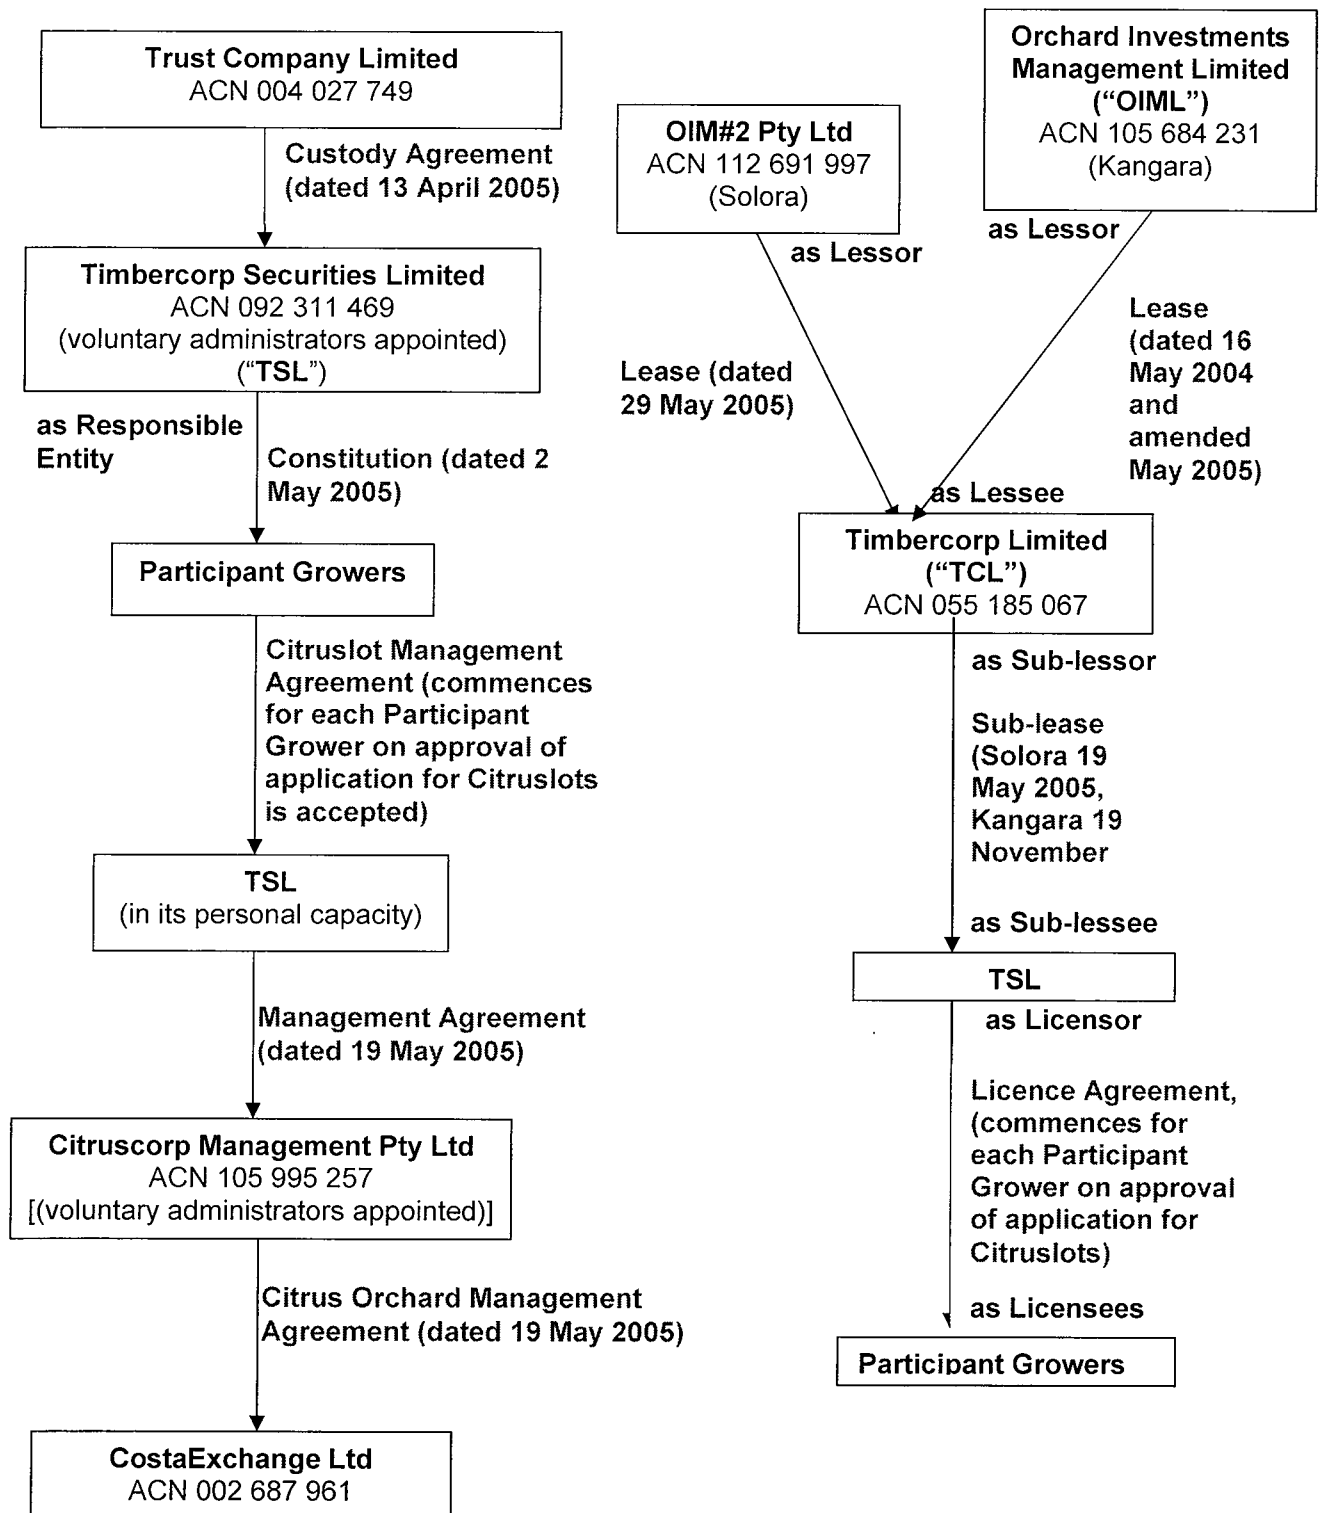 Trust Company Limited
ACN 004 027 749
Custody Agreement
(dated 13 April 2005)
Timbercorp Securities Limited
ACN 092 311 469
(voluntary administrators appointed)
("TSL")
as Responsible
Entity
Constitution (dated 2
May 2005)
Participant Growers
Citruslot Management
Agreement (commences
for each Participant
Grower on approval of
application for Citruslots
is accepted)
TSL
(in its personal capacity)
Management Agreement
(dated 19 May 2005)
Citruscorp Management Pty Ltd
ACN 105 995 257
[(voluntary administrators appointed)]
Citrus Orchard Management
Agreement (dated 19 May 2005)
CostaExchange Ltd
ACN 002 687 961
OIM#2 Pty Ltd
ACN 112 691 997
(Solora)
as Lessor
Lease (dated
29 May 2005)
Orchard Investments
Management Limited
("OIML")
ACN 105 684 231
(Kangara)
as Lessor
Lease
(dated 16
May 2004
and
amended
May 2005)
as Lessee
Timbercorp Limited
("TCL")
ACN 055 185 067
as Sub-lessor
Sub-lease
(Solora 19
May 2005,
Kangara 19
November
as Sub-lessee
TSL
as Licensor
Licence Agreement,
(commences for
each Participant
Grower on approval
of application for
Citruslots)
as Licensees
Participant Growers